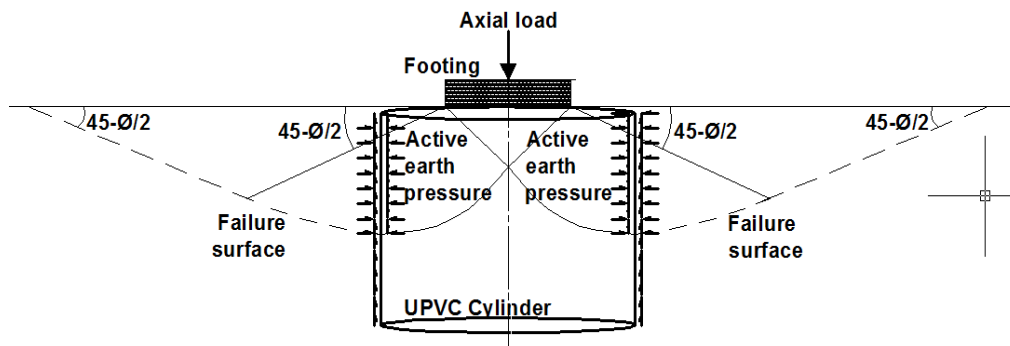 Axial load
Footing
45-Ø/2
45-Ø/2
45-Ø/2
45-Ø/2
Active
earth
pressure
Active
earth
pressure
Failure
surface
Failure
surface
UPVC Cylinder